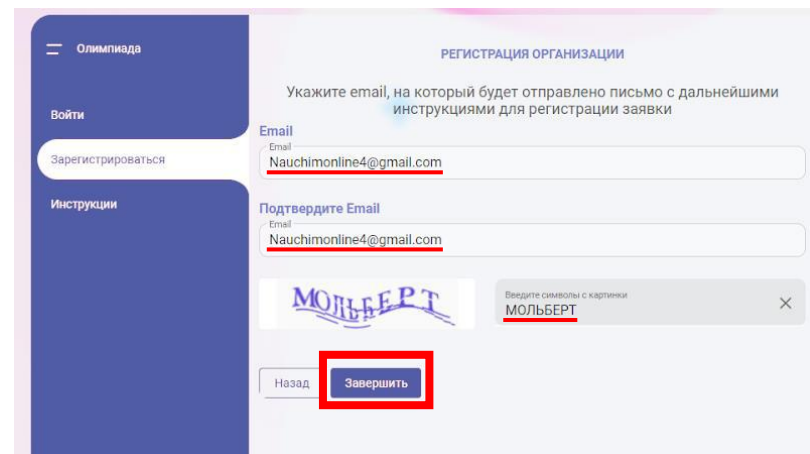 Олимпиада
Войти
Зарегистрироваться
Инструкции
РЕГИСТРАЦИЯ ОРГАНИЗАЦИИ
Укажите email, на который будет отправлено письмо с дальнейшими
инструкциями для регистрации заявки
Email
Email
Nauchimonline4@gmail.com
Подтвердите Email
Email
Nauchimonline4@gmail.com
МОЛЬБЕРТ
Введите символы с картинки
МОЛЬБЕРТ
Назад
Завершить